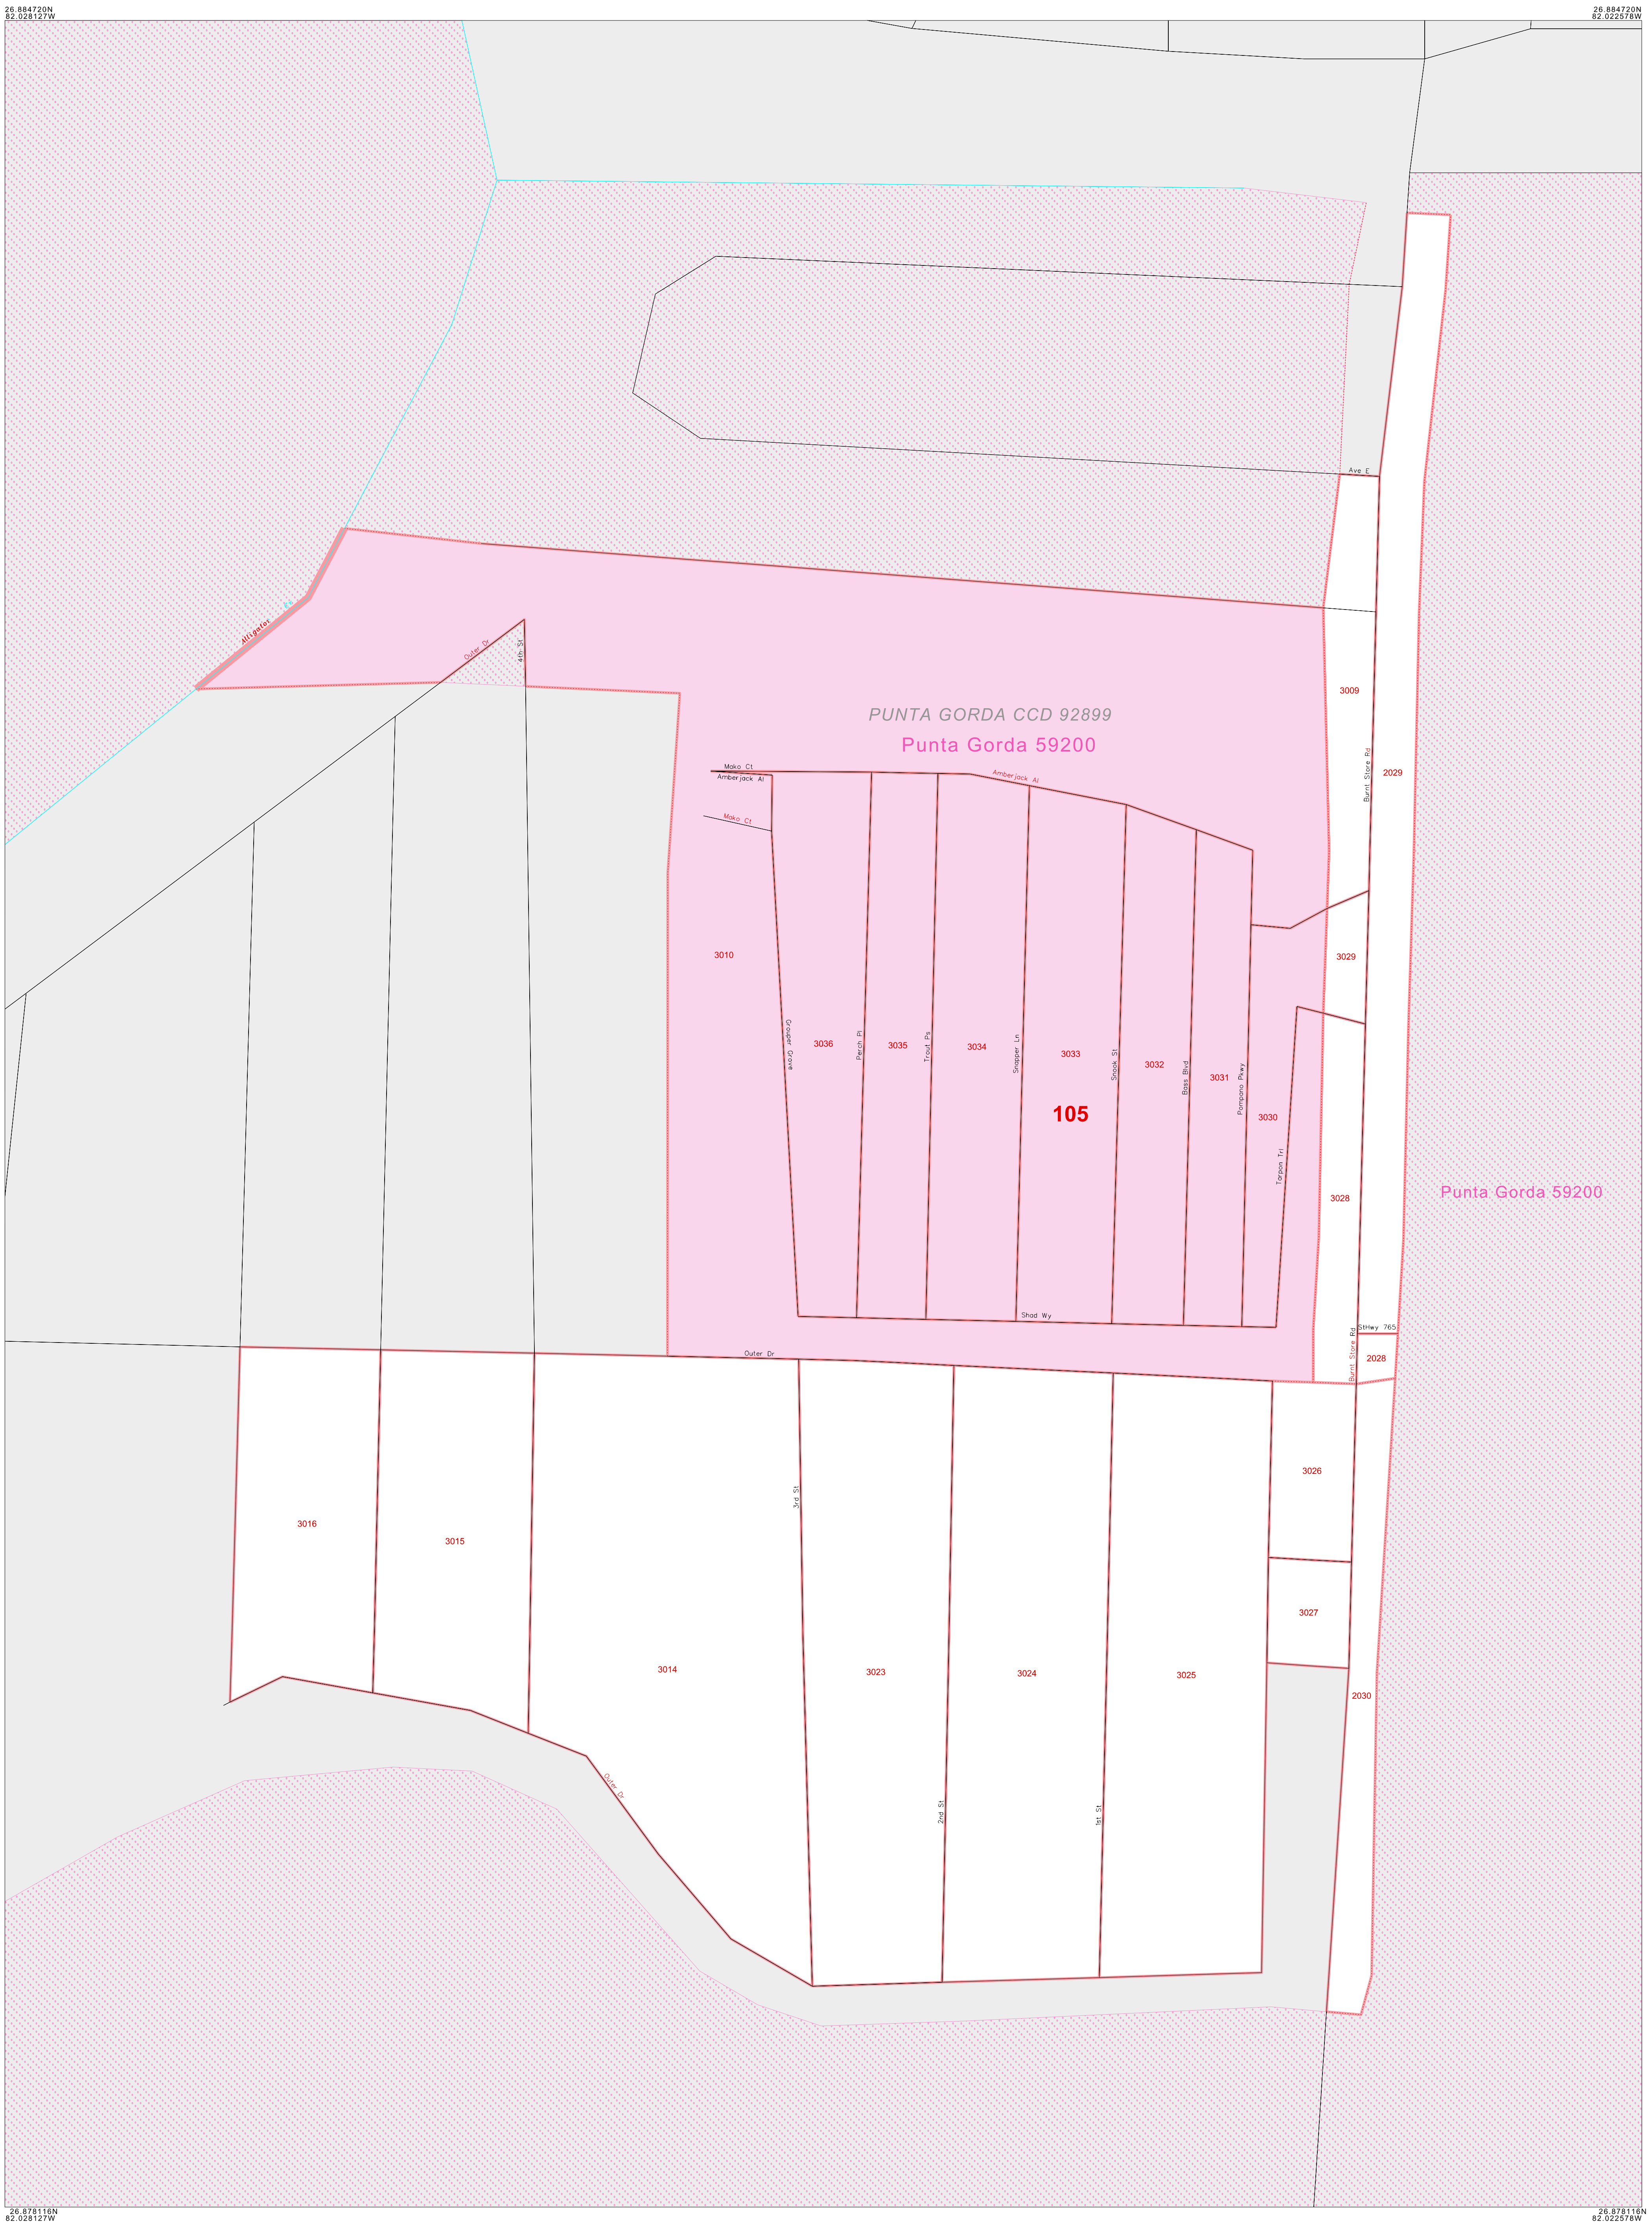 26.884720N
82.028127W
26.884720N
82.022578W
Ave E
Alligator
Outer Dr
4th St
3009
PUNTA GORDA CCD 92899
Punta Gorda 59200
Burnt Store Rd
2029
Mako Ct
Amberjack Al
Amberjack Al
Mako Ct
3010
3029
Grouper Grove
3036
Perch Pl
3035
Trout Ps
3034
Snapper Ln
3033
Snook St
3032
Bass Blvd
3031
Pompano Pkwy
3030
105
Tarpon Trl
3028
Punta Gorda 59200
Shad Wy
StHwy 765
Outer Dr
Burnt Store Rd
2028
3026
3rd St
3016
3015
3027
3014
3023
3024
3025
2030
Outer Dr
2nd St
1st St
26.878116N
82.028127W
26.878116N
82.022578W